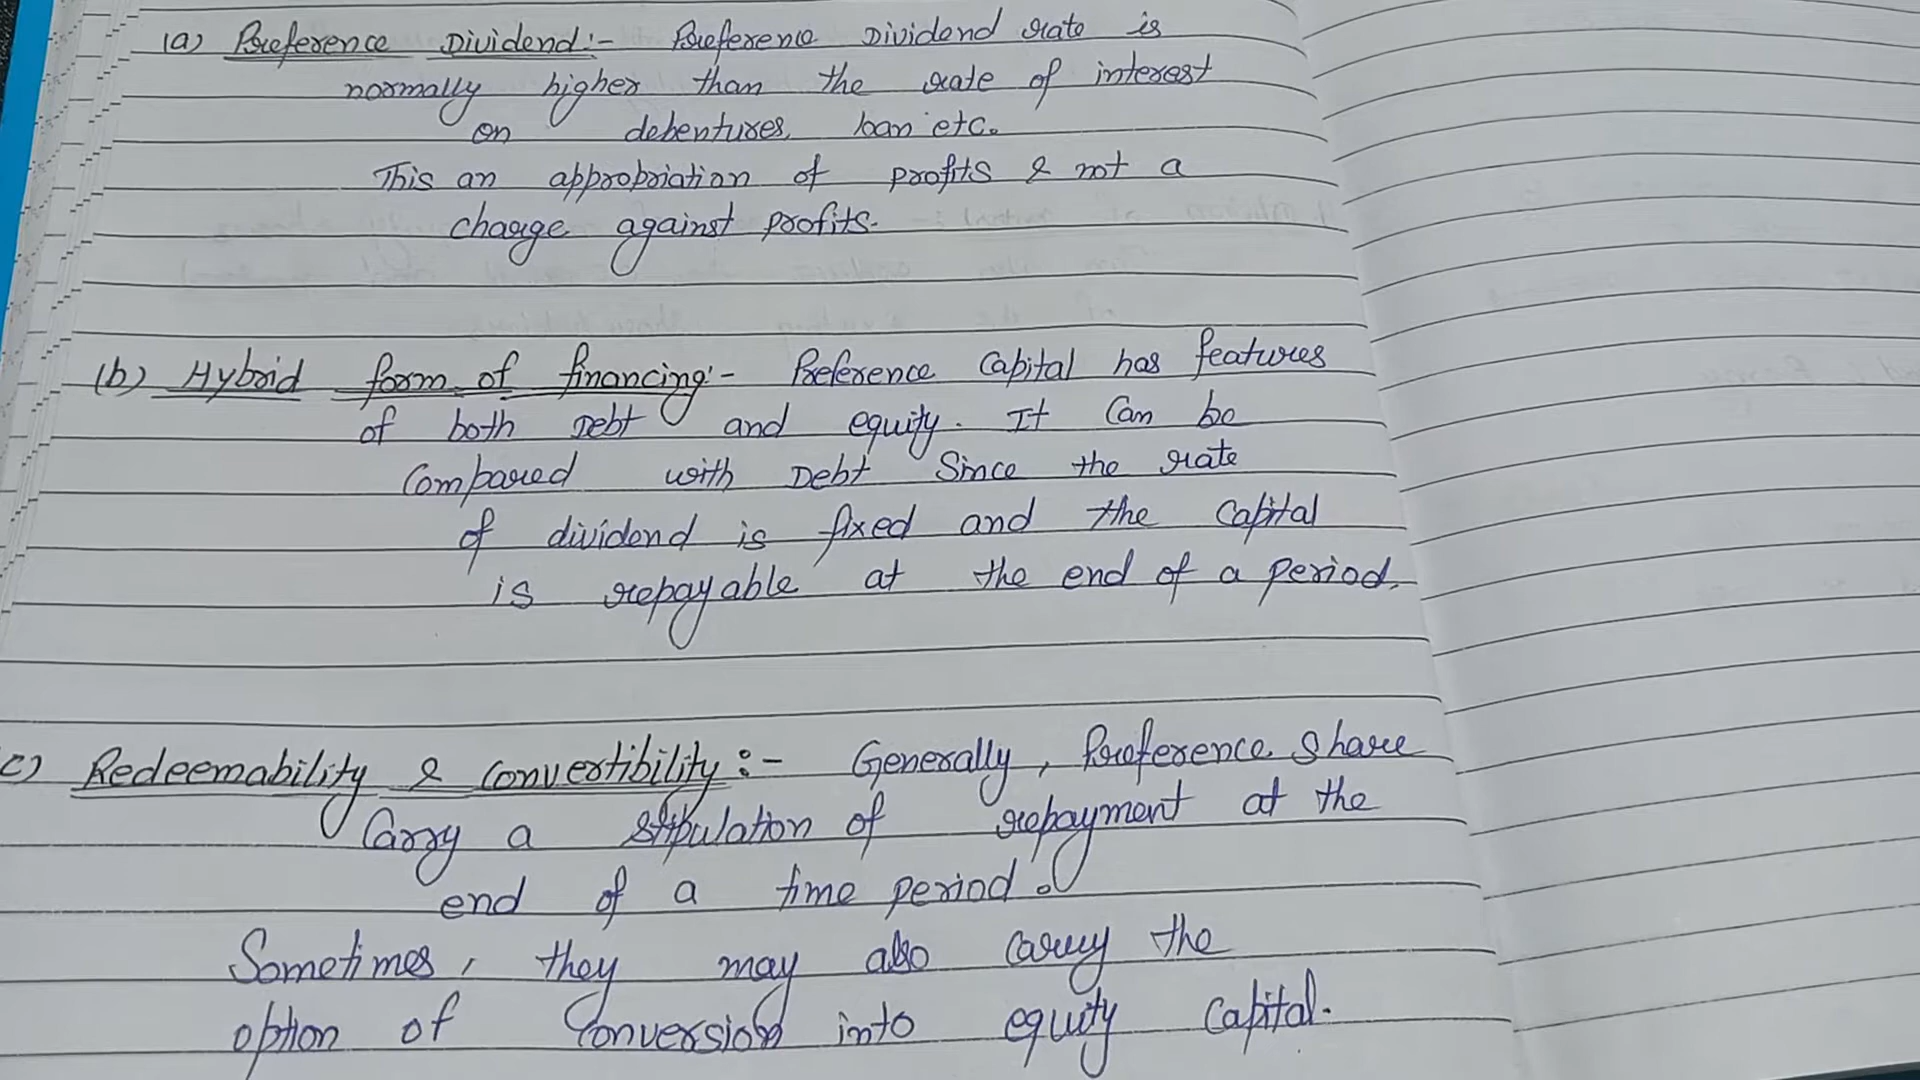 (a) Preference Dividend:- Preference Dividend rate is
normally higher than the rate of interest
on debentures, loan etc.
This an appropriation of profits & not a
charge against profits.
(b) Hybrid form of financing:- Preference Capital has features
of both Debt and equity. It Can be
Compared with Debt Since the rate
of dividend is fixed and the Capital
is repayable at the end of a period.
c) Redeemability & Convertibility:- Generally, Preference Share
Carry a stipulation of repayment at the
end of a time period.
Sometimes, they may also carry the
option of Conversion into equity Capital.